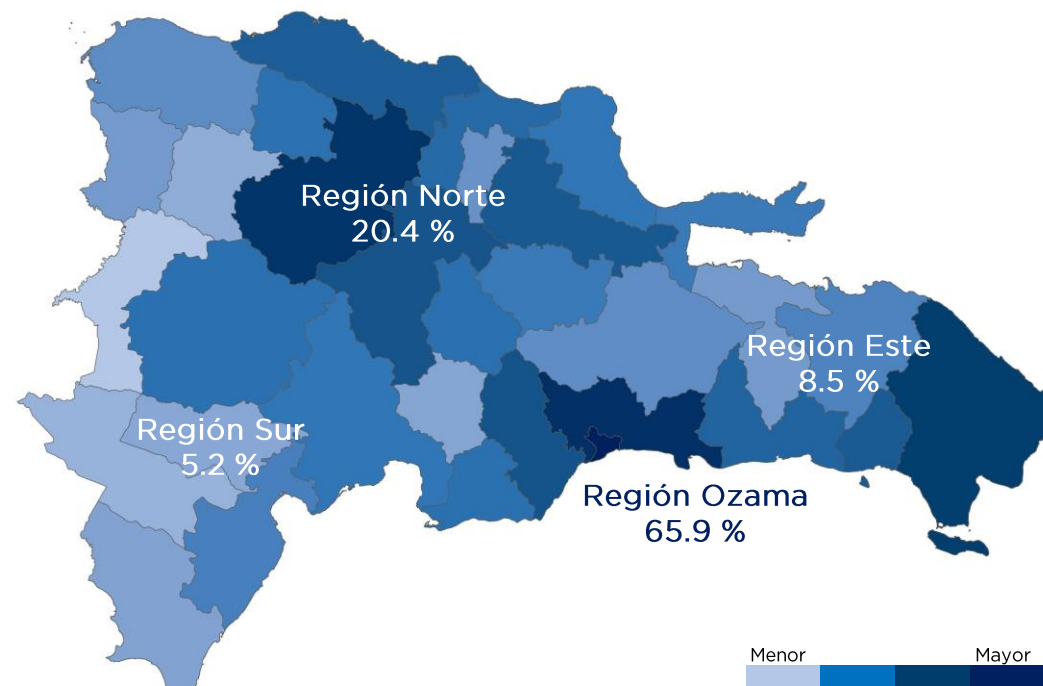 Región Norte
20.4 %
Región Este
8.5 %
Región Sur
5.2 %
Región Ozama
65.9 %
Menor
Mayor